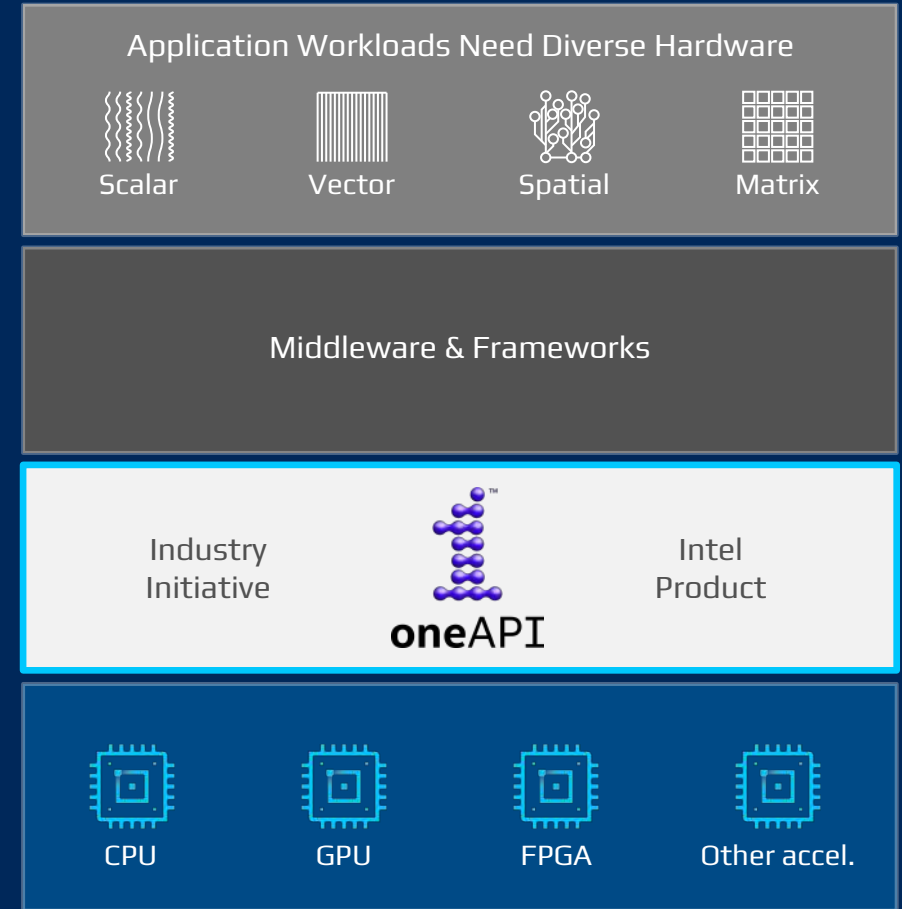 Application Workloads Need Diverse Hardware
Scalar
Vector
Spatial
Matrix
Middleware & Frameworks
Industry
Initiative
™
oneAPI
Intel
Product
CPU
GPU
FPGA
Other accel.